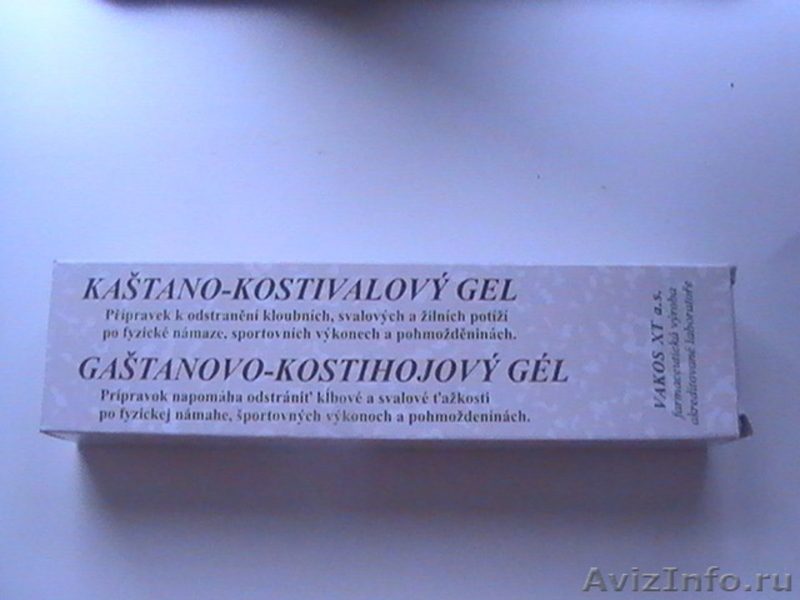 KAŠTANO-KOSTIVALOVÝ GEL
Přípravek k odstranění kloubních, svalových a žilních potíží
po fyzické námaze, sportovních výkonech a pohmožděninách.
GAŠTANOVO-KOSTIHOJOVÝ GÉL
Prípravok napomáha odstrániť kĺbové a svalové ťažkosti
po fyzickej námahe, športovných výkonoch a pohmoždeninách.
VAKOS XT a.s.
farmaceutická výroba
akreditované laboratoře
AvizInfo.ru